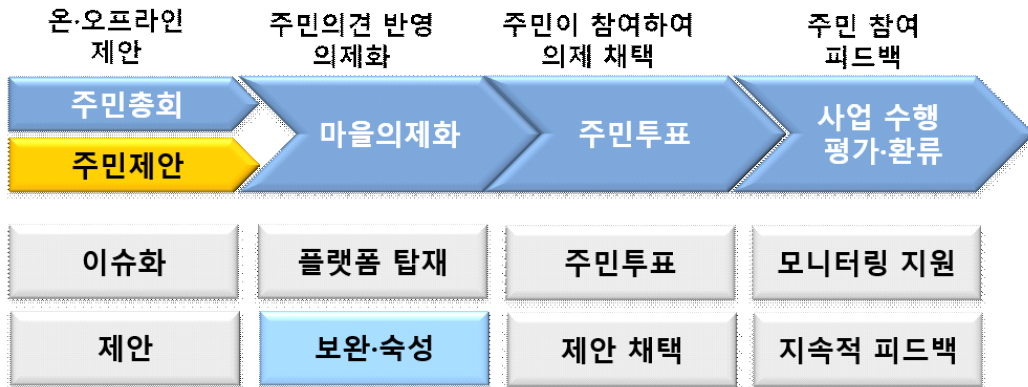 온·오프라인
제안
주민의견 반영
의제화
주민이 참여하여
의제 채택
주민 참여
피드백
주민총회
주민제안
마을의제화
주민투표
사업 수행
평가·환류
이슈화
플랫폼 탑재
주민투표
모니터링 지원
제안
보완·숙성
제안 채택
지속적 피드백